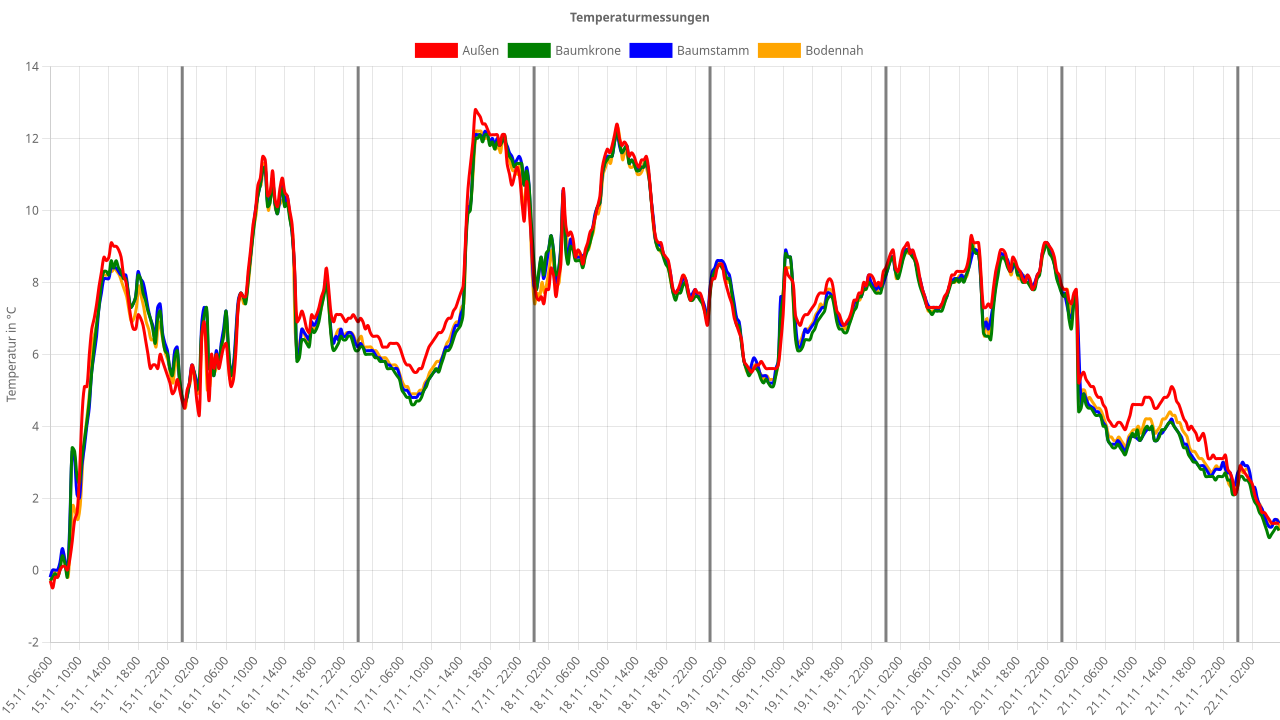 Temperaturmessungen
Außen Baumkrone Baumstamm Bodennah
Temperatur in °C
14
12
10
8
6
4
2
0
-2
15.11 - 06:00
15.11 - 10:00
15.11 - 14:00
15.11 - 18:00
15.11 - 22:00
16.11 - 02:00
16.11 - 06:00
16.11 - 10:00
16.11 - 14:00
16.11 - 18:00
16.11 - 22:00
17.11 - 02:00
17.11 - 06:00
17.11 - 10:00
17.11 - 14:00
17.11 - 18:00
17.11 - 22:00
18.11 - 02:00
18.11 - 06:00
18.11 - 10:00
18.11 - 14:00
18.11 - 18:00
18.11 - 22:00
19.11 - 02:00
19.11 - 06:00
19.11 - 10:00
19.11 - 14:00
19.11 - 18:00
19.11 - 22:00
20.11 - 02:00
20.11 - 06:00
20.11 - 10:00
20.11 - 14:00
20.11 - 18:00
20.11 - 22:00
21.11 - 02:00
21.11 - 06:00
21.11 - 10:00
21.11 - 14:00
21.11 - 18:00
21.11 - 22:00
22.11 - 02:00